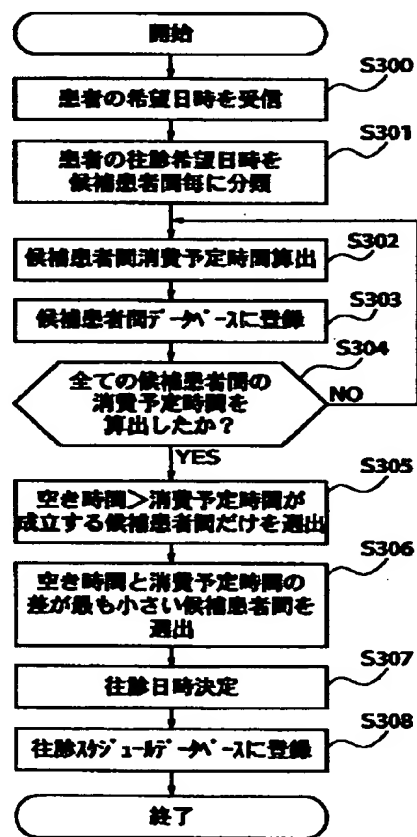 開始
S300
患者の希望日時を受信
S301
患者の往診希望日時を
候補患者間毎に分類
S302
候補患者間消費予定時間算出
S303
候補患者間データベースに登録
S304
全ての候補患者間の
消費予定時間を
算出したか？
NO
YES
S305
空き時間＞消費予定時間が
成立する候補患者間だけを選出
S306
空き時間と消費予定時間の
差が最も小さい候補患者間を
選出
S307
往診日時決定
S308
往診スケジュールデータベースに登録
終了